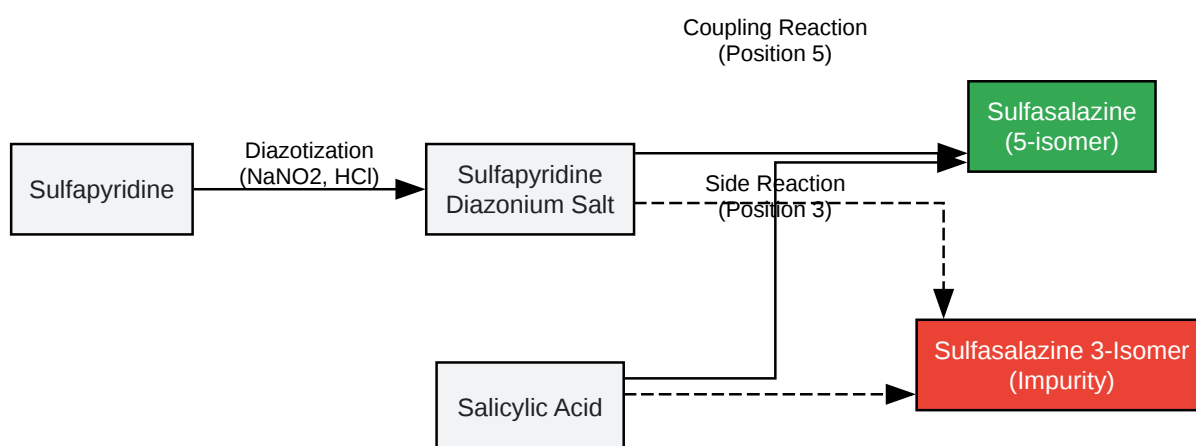 Coupling Reaction
(Position 5)
Sulfasalazine
(5-isomer)
Diazotization
(NaNO2, HCl)
Sulfapyridine
Sulfapyridine
Diazonium Salt
Side Reaction
(Position 3)
Sulfasalazine 3-Isomer
(Impurity)
Salicylic Acid